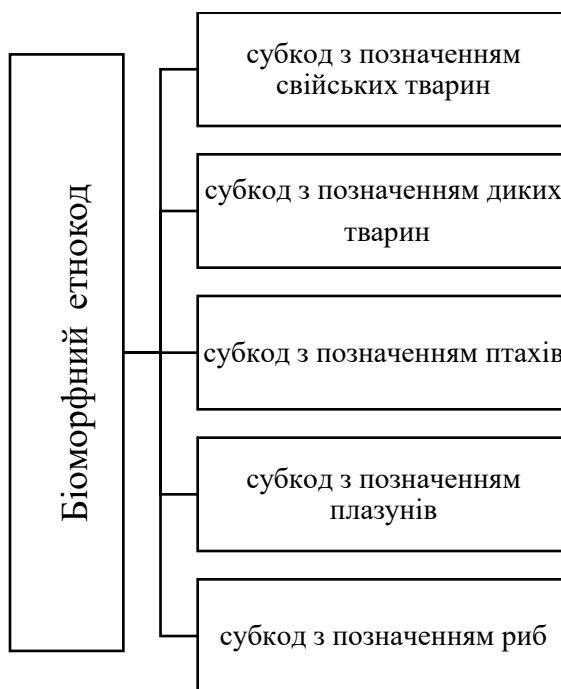 Біоморфний етнокод
субкод з позначенням
свійських тварин
субкод з позначенням диких
тварин
субкод з позначенням птахів
субкод з позначенням
плазунів
субкод з позначенням риб